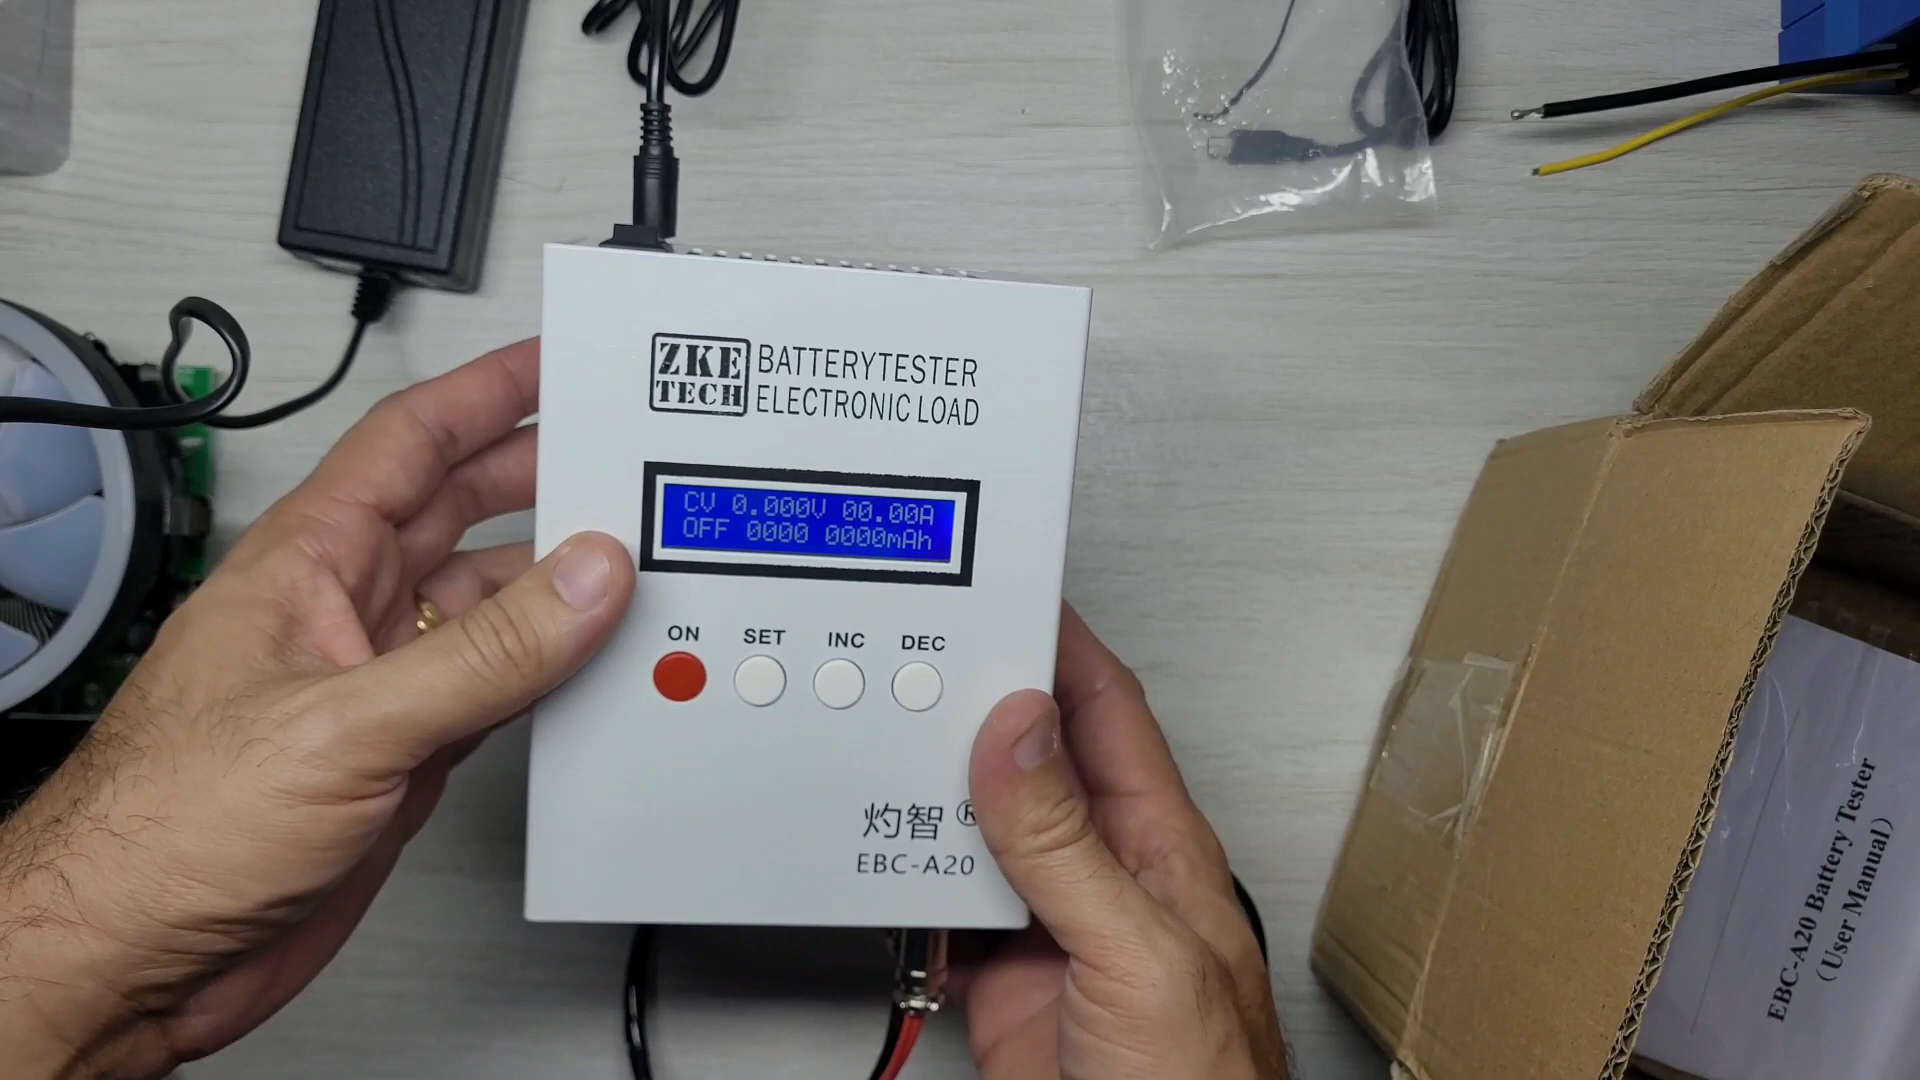 ZKE
TECH
BATTERYTESTER
ELECTRONIC LOAD
CV 0.000V 00.00A
OFF 0000 0000mAh
ON SET INC DEC
灼智 ®
EBC-A20
EBC-A20 Battery Tester
(User Manual)